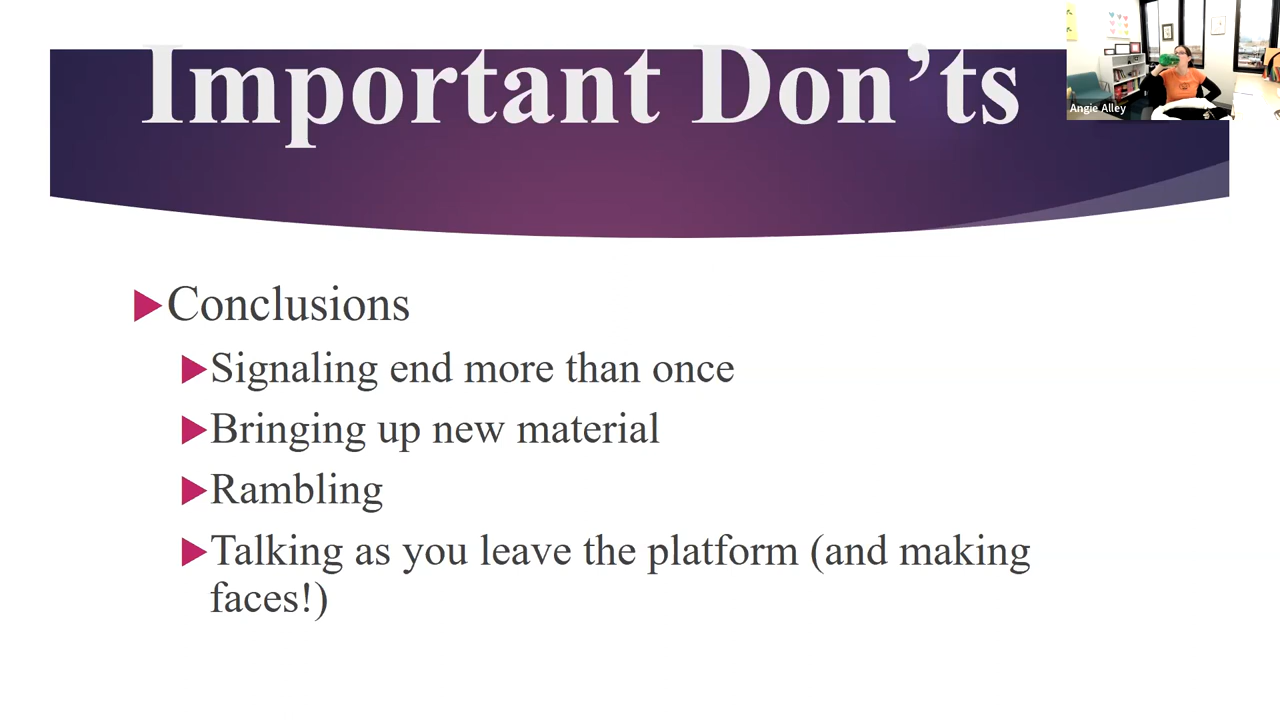 Important Don’ts
Angie Alley
Conclusions
Signaling end more than once
Bringing up new material
Rambling
Talking as you leave the platform (and making
faces!)